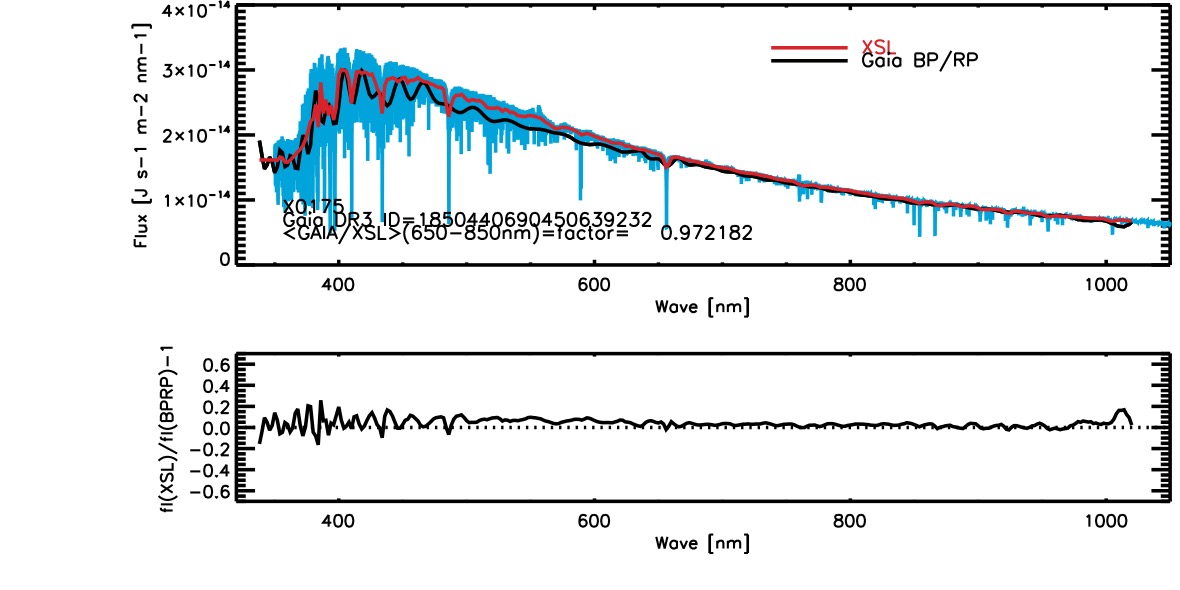 4×10⁻¹⁴
3×10⁻¹⁴
2×10⁻¹⁴
1×10⁻¹⁴
0
Flux [J s−1 m−2 nm−1]
XSL
Gaia BP/RP
X0175
Gaia DR3 ID=1850440690450639232
<GAIA/XSL>(650−850nm)=factor= 0.972182
400 600 800 1000
Wave [nm]
fl(XSL)/fl(BPRP)−1
0.6
0.4
0.2
0.0
−0.2
−0.4
−0.6
400 600 800 1000
Wave [nm]